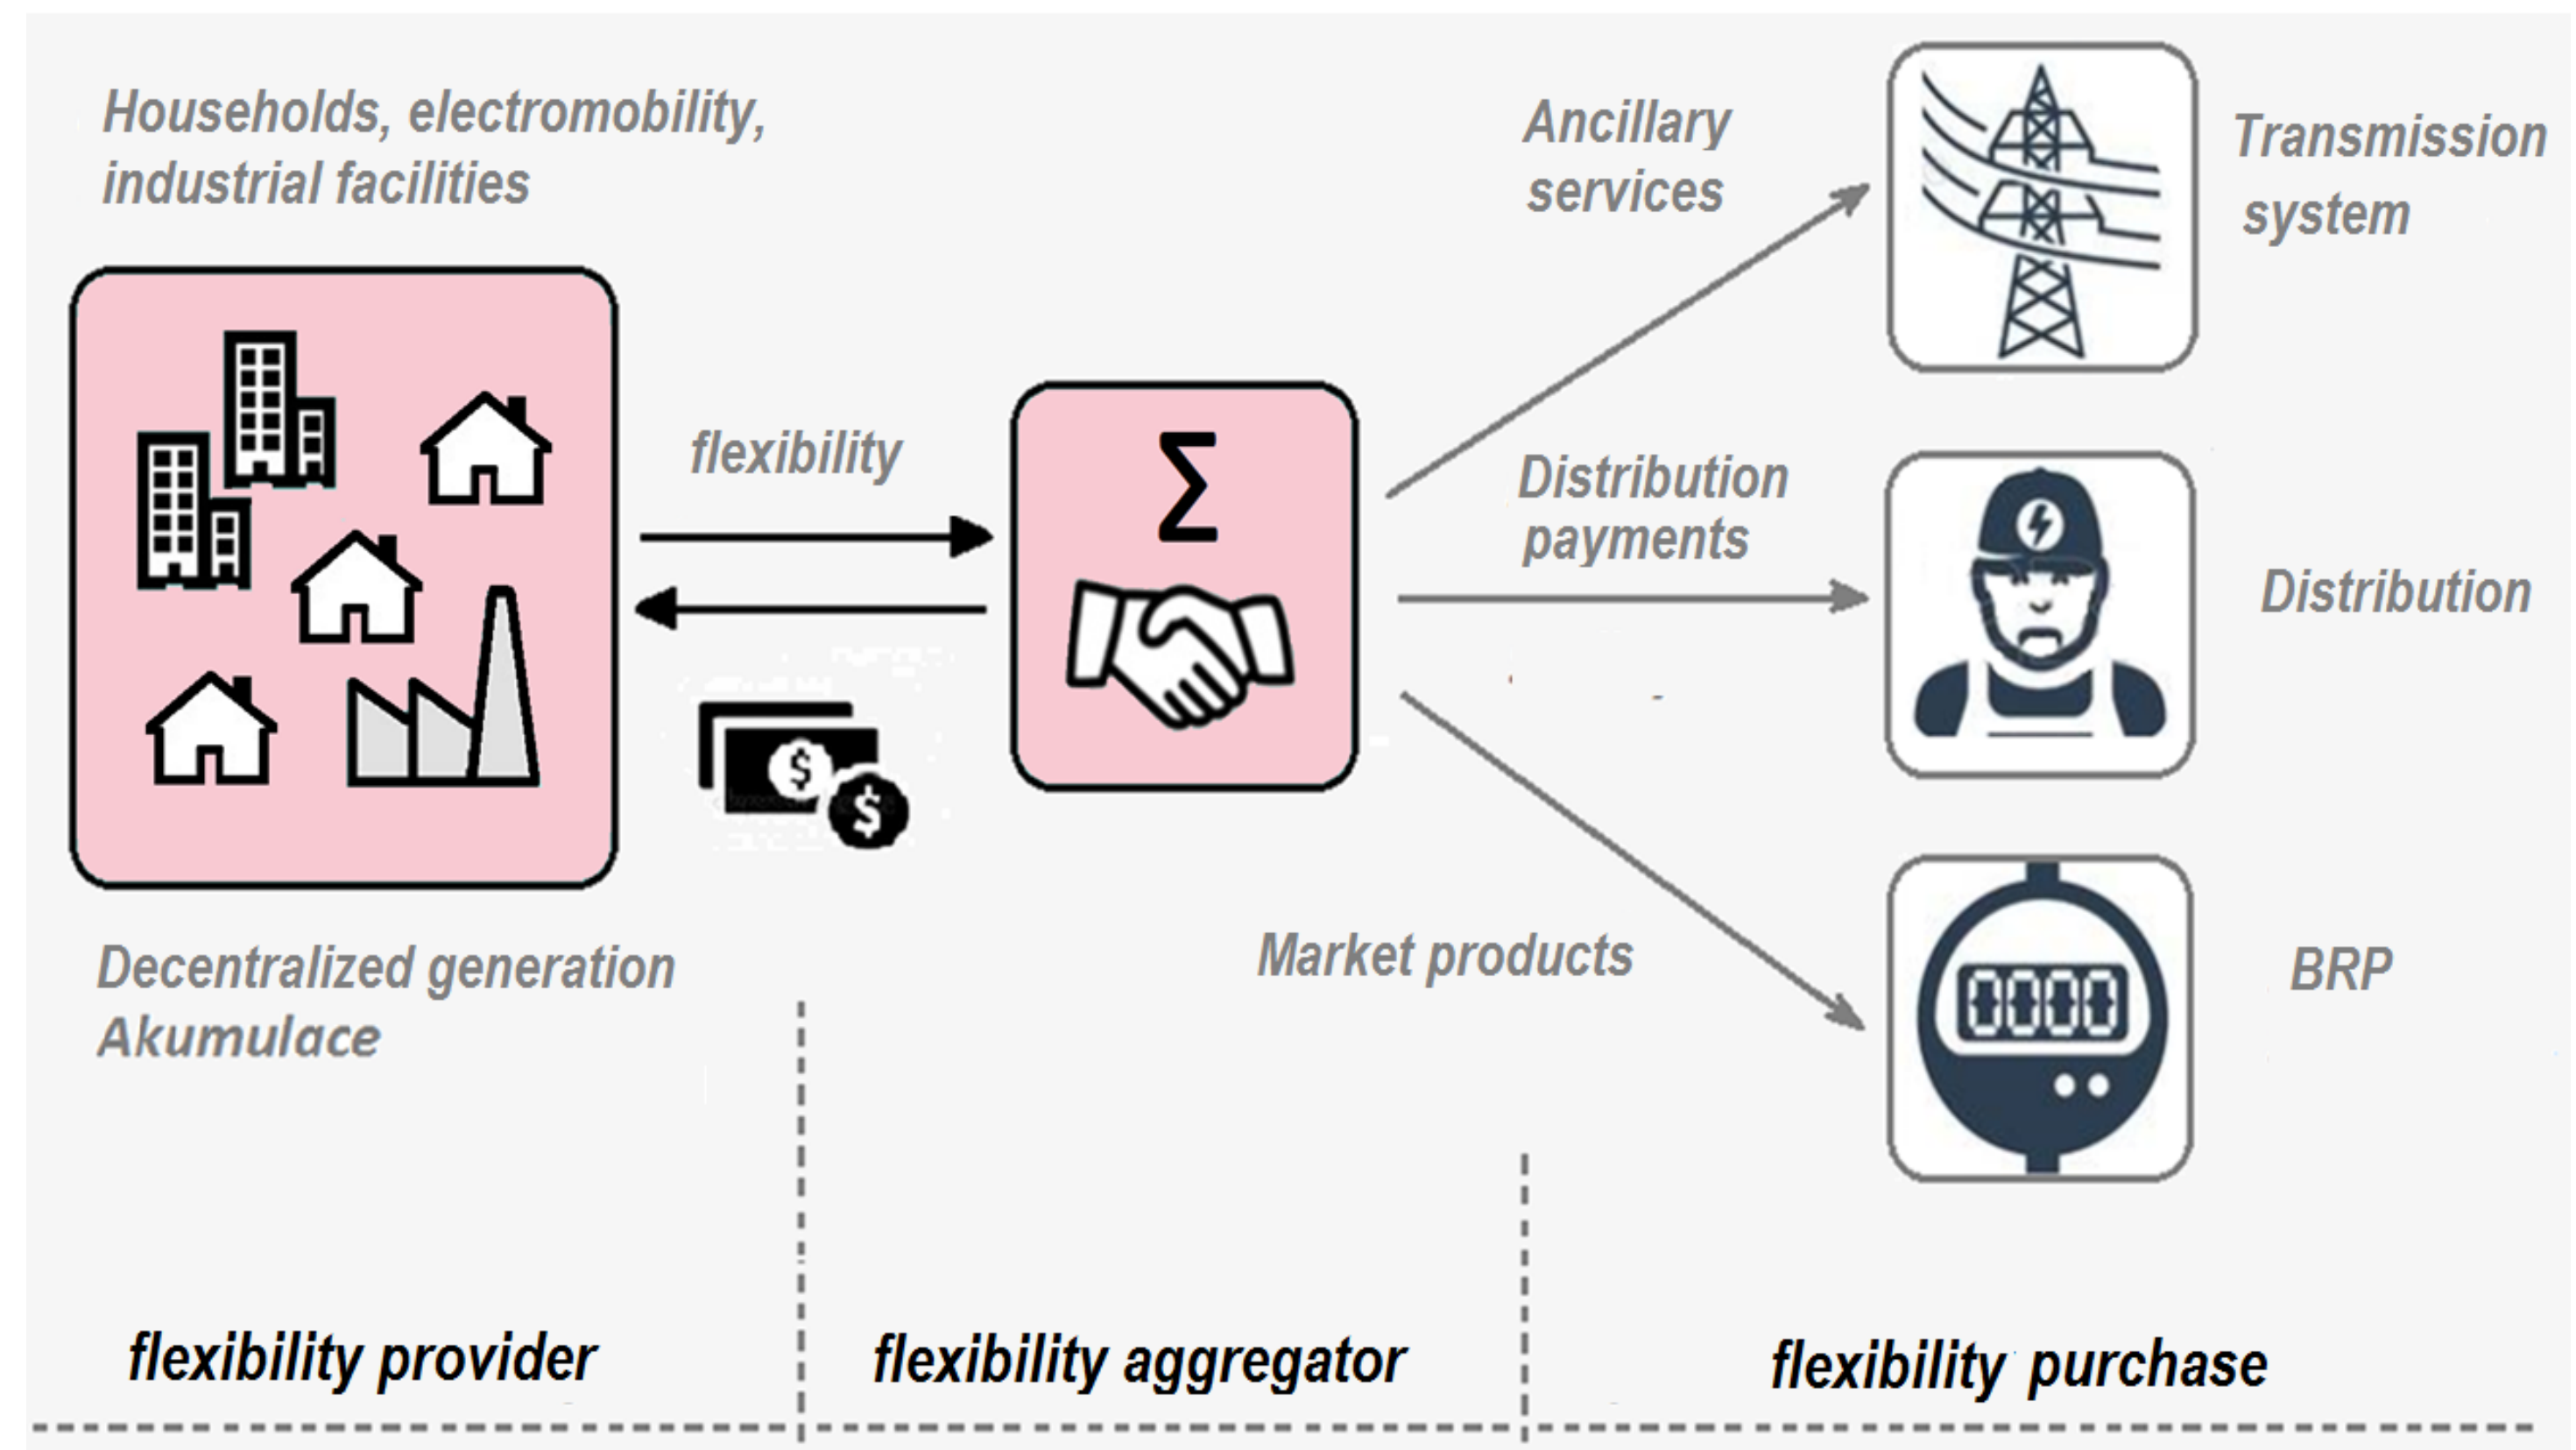 Households, electromobility,
industrial facilities
Ancillary
services
Transmission
system
flexibility
Σ
Distribution
payments
Distribution
$
$
Decentralized generation
Akumulace
Market products
BRP
0000
flexibility provider
flexibility aggregator
flexibility purchase